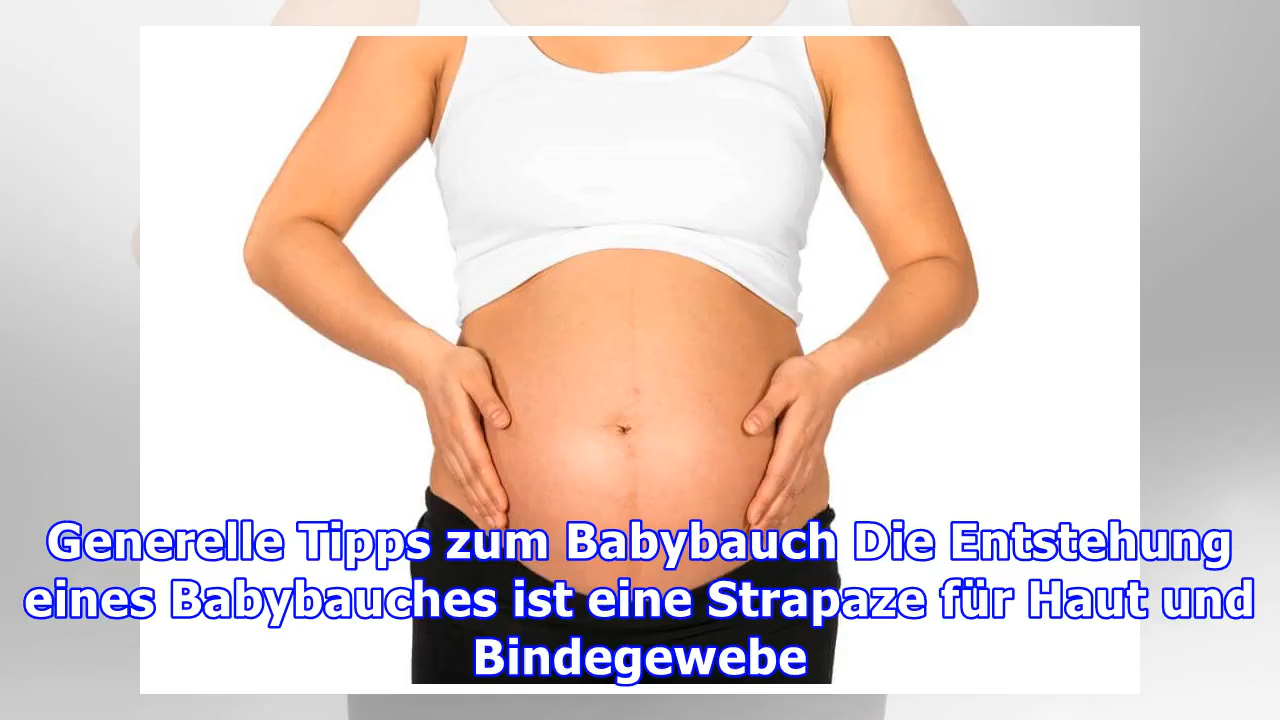 Generelle Tipps zum Babybauch Die Entstehung
eines Babybauches ist eine Strapaze für Haut und
Bindegewebe